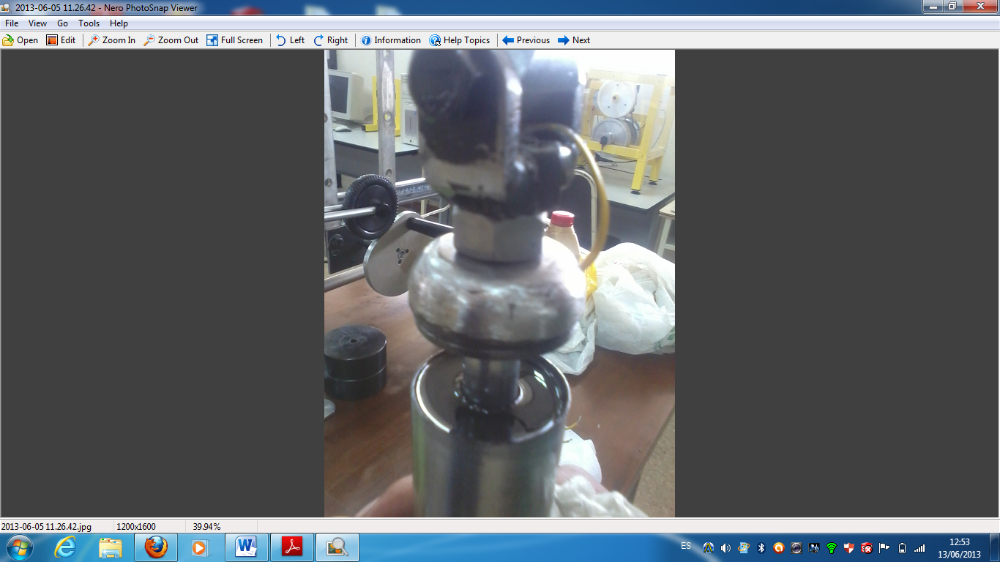 2013-06-05 11.26.42 - Nero PhotoSnap Viewer
File View Go Tools Help
Open Edit Zoom In Zoom Out Full Screen Left Right Information Help Topics Previous Next
2013-06-05 11.26.42.jpg 1200x1600 39.94%
ES 12:53
13/06/2013